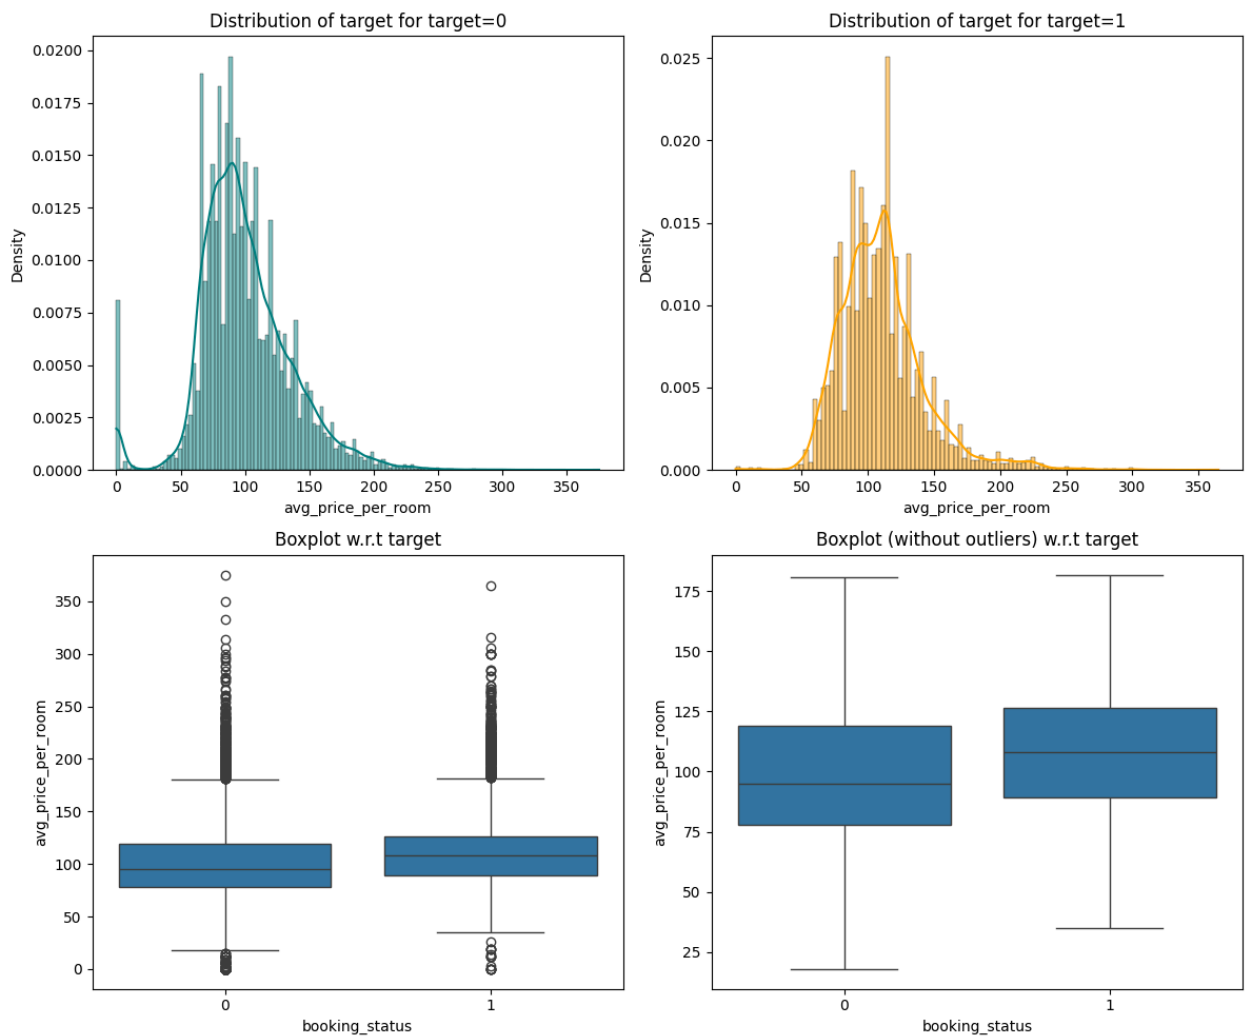 Distribution of target for target=0
Density
0.0200
0.0175
0.0150
0.0125
0.0100
0.0075
0.0050
0.0025
0.0000
0 50 100 150 200 250 300 350
avg_price_per_room
Distribution of target for target=1
Density
0.025
0.020
0.015
0.010
0.005
0.000
0 50 100 150 200 250 300 350
avg_price_per_room
Boxplot w.r.t target
avg_price_per_room
350
300
250
200
150
100
50
0
0 1
booking_status
Boxplot (without outliers) w.r.t target
avg_price_per_room
175
150
125
100
75
50
25
0 1
booking_status